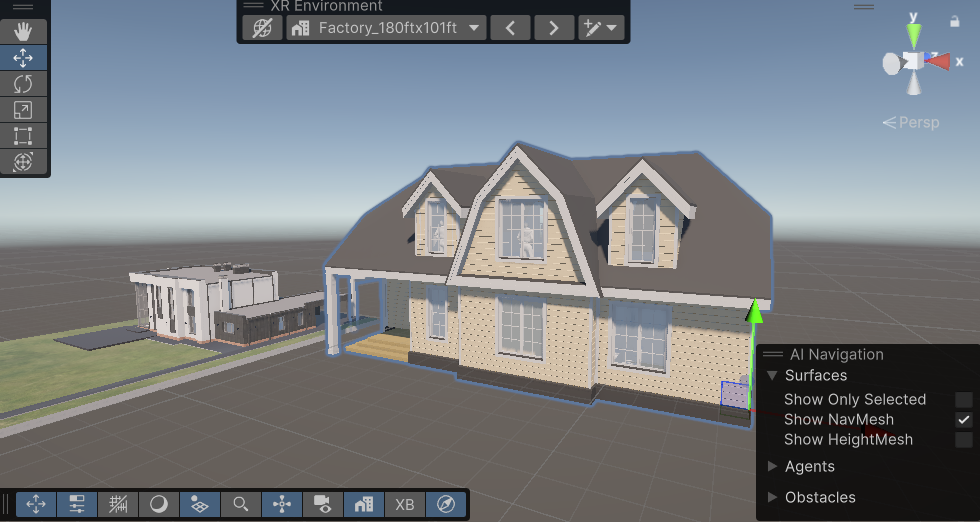 XR Environment
Factory_180ftx101ft
y
x
Persp
AI Navigation
Surfaces
Show Only Selected
Show NavMesh
Show HeightMesh
Agents
Obstacles
XB